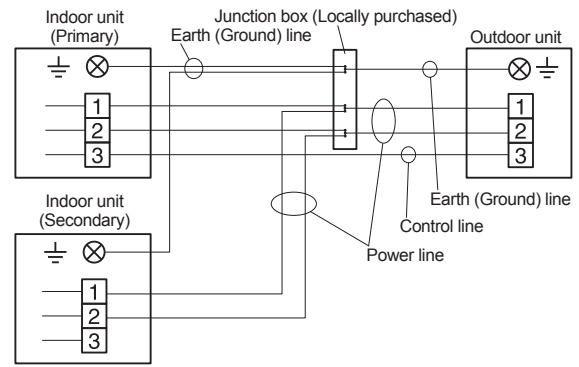 Indoor unit
(Primary)
Junction box (Locally purchased)
Earth (Ground) line
Outdoor unit
1
2
3
1
2
3
Earth (Ground) line
Control line
Power line
Indoor unit
(Secondary)
1
2
3